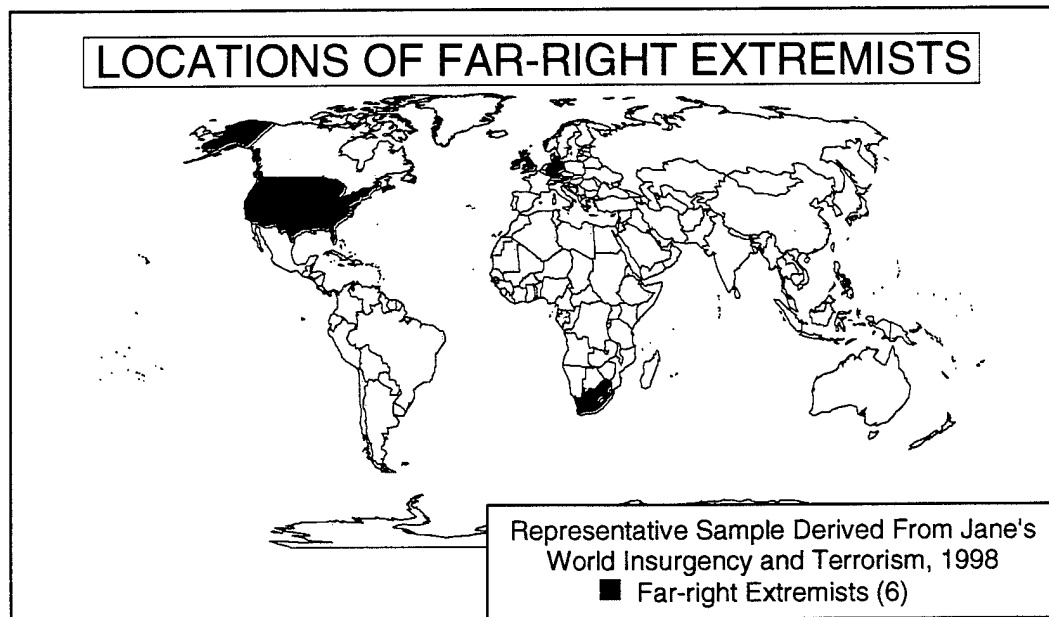 LOCATIONS OF FAR-RIGHT EXTREMISTS
Representative Sample Derived From Jane's
World Insurgency and Terrorism, 1998
Far-right Extremists (6)